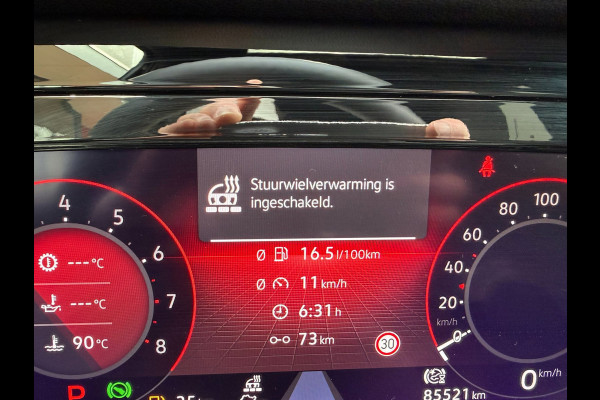 Stuurwielverwarming is
ingeschakeld.
4
5
6
7
8
---°C
---°C
90°C
Ø 16.5 l/100km
Ø 11 km/h
6:31 h
73 km
30
100
80
60
40
20
km/h
0
P
0 km/h
85521 km